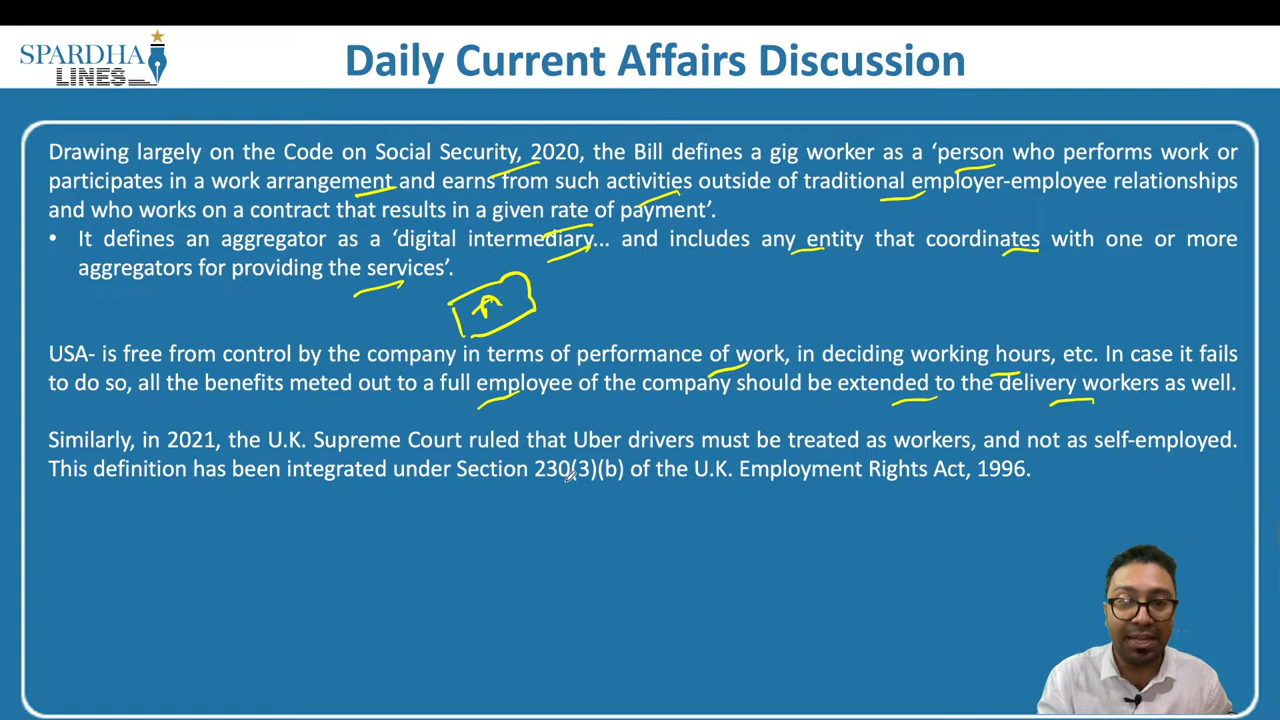 SPARDHA
LINES
Daily Current Affairs Discussion
Drawing largely on the Code on Social Security, 2020, the Bill defines a gig worker as a ‘person who performs work or
participates in a work arrangement and earns from such activities outside of traditional employer-employee relationships
and who works on a contract that results in a given rate of payment’.
• It defines an aggregator as a ‘digital intermediary... and includes any entity that coordinates with one or more
aggregators for providing the services’.
USA- is free from control by the company in terms of performance of work, in deciding working hours, etc. In case it fails
to do so, all the benefits meted out to a full employee of the company should be extended to the delivery workers as well.
Similarly, in 2021, the U.K. Supreme Court ruled that Uber drivers must be treated as workers, and not as self-employed.
This definition has been integrated under Section 230(3)(b) of the U.K. Employment Rights Act, 1996.